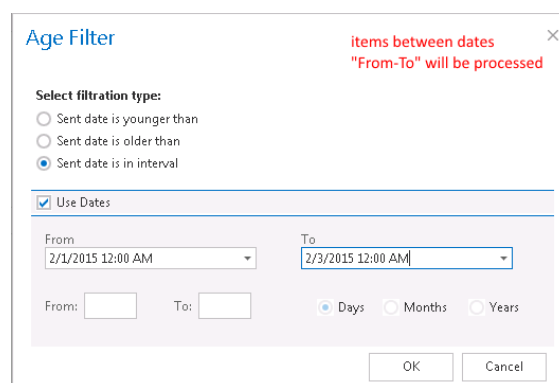 Age Filter
items between dates
"From-To" will be processed
Select filtration type:
Sent date is younger than
Sent date is older than
Sent date is in interval
Use Dates
From To
2/1/2015 12:00 AM 2/3/2015 12:00 AM
From: To: Days Months Years
OK Cancel